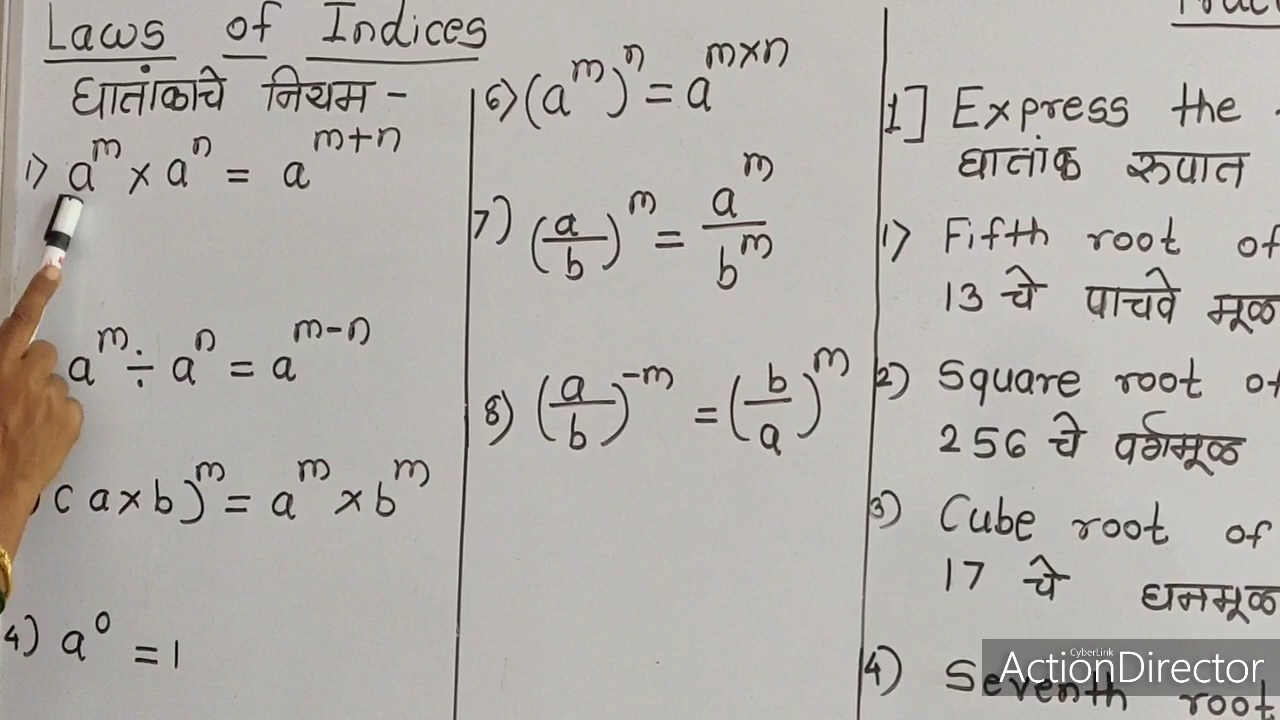 Laws of Indices
घातांकाचे नियम -
1) a^m × a^n = a^(m+n)
a^m ÷ a^n = a^(m-n)
) (a×b)^m = a^m × b^m
4) a^0 = 1
6) (a^m)^n = a^(m×n)
7) (a/b)^m = a^m/b^m
8) (a/b)^-m = (b/a)^m
1] Express the
घातांक रुपात
1) Fifth root of
13 चे पाचवे मूळ
2) Square root of
256 चे वर्गमूळ
3) Cube root of
17 चे घनमूळ
4) Seventh root
CyberLink
ActionDirector